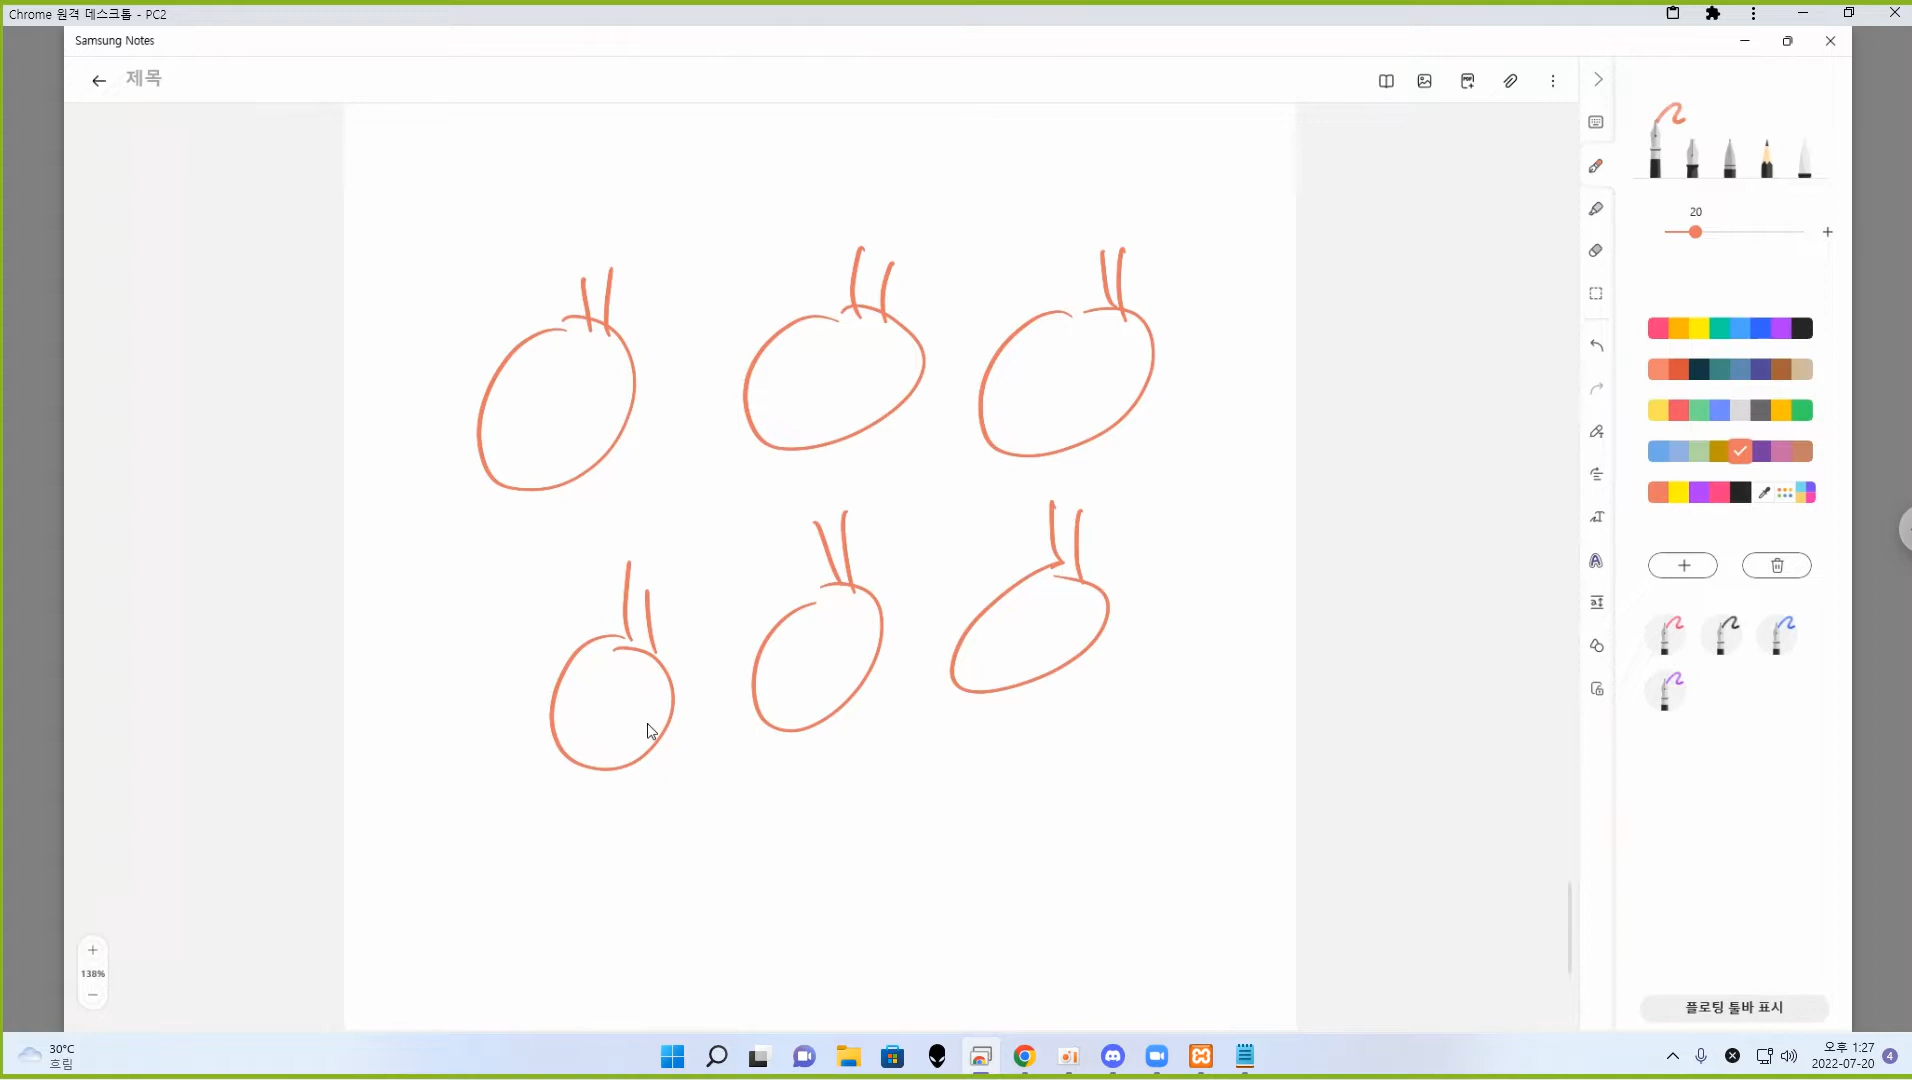 Chrome 원격 데스크톱 - PC2
Samsung Notes
제목
PDF
20
138%
플로팅 툴바 표시
30°C
흐림
오후 1:27
2022-07-20
4